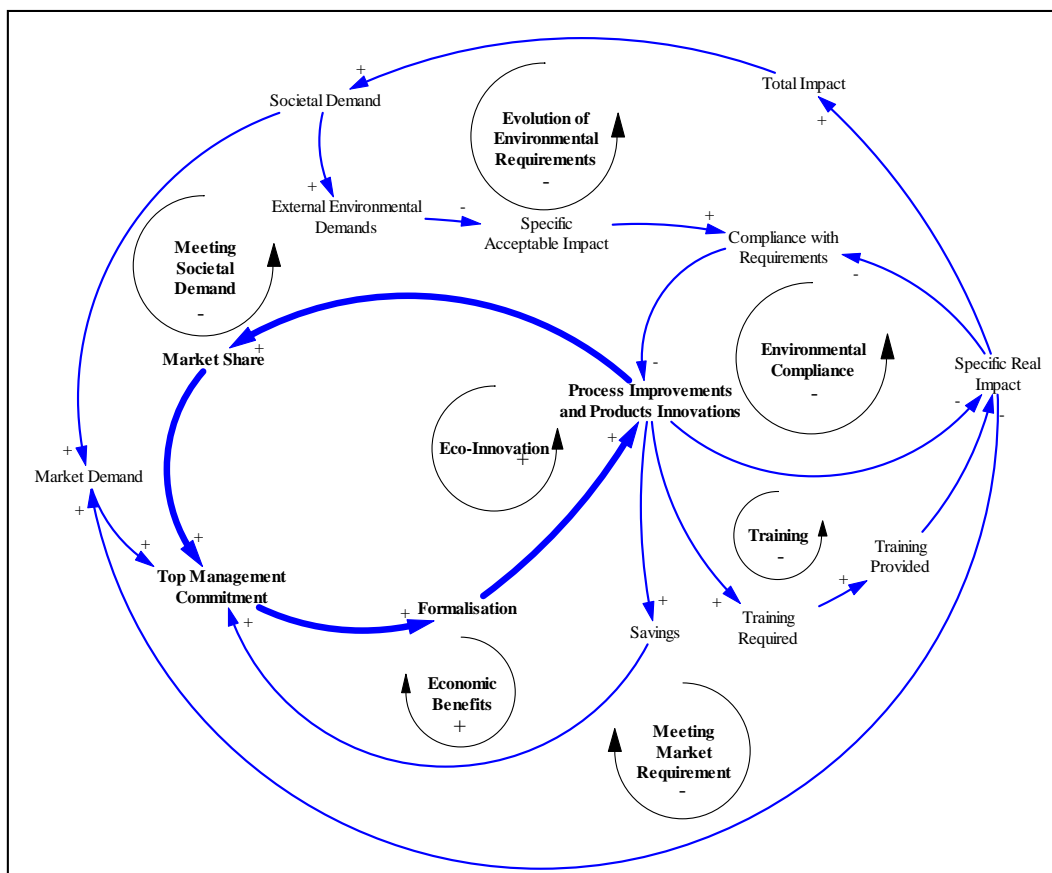 +
Total Impact
+
Societal Demand
Evolution of
Environmental
Requirements
-
+
External Environmental
Demands
-
Specific
Acceptable Impact
+
Compliance with
Requirements
-
Meeting
Societal
Demand
-
Market Share
+
-
Process Improvements
and Products Innovations
+
Environmental
Compliance
-
Specific Real
Impact
-
-
Eco-Innovation
+
+
Market Demand
+
+
+
Top Management
Commitment
+
+
Formalisation
Training
-
Training
Provided
+
+
Training
Required
+
Savings
Economic
Benefits
+
Meeting
Market
Requirement
-